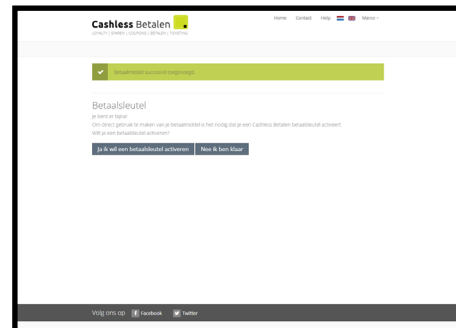 Cashless Betalen
LOYALTY | SPAREN | COUPONS | BETALEN | TICKETING
Home Contact Help Menno
Betaalmiddel succesvol toegevoegd.
Betaalsleutel
Je bent er bijna!
Om direct gebruik te maken van je betaalmiddel is het nodig dat je een Cashless Betalen betaalsleutel activeert.
Wilt je een betaalsleutel activeren?
Ja ik wil een betaalsleutel activeren Nee ik ben klaar
Volg ons op Facebook Twitter